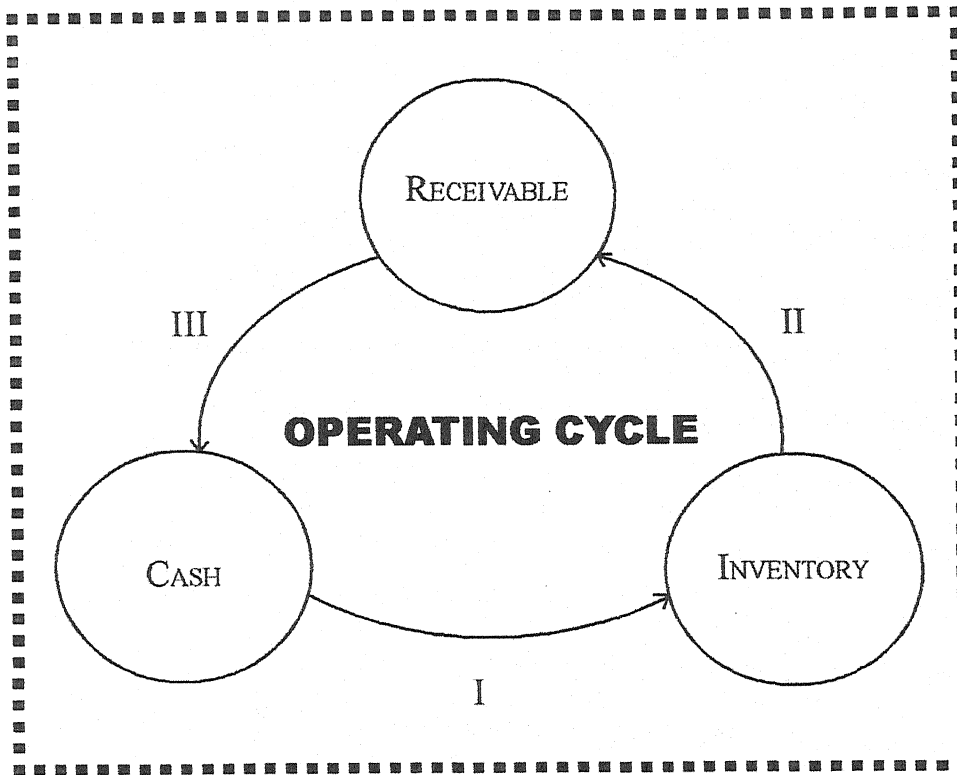 RECEIVABLE
III
II
OPERATING CYCLE
CASH
INVENTORY
I